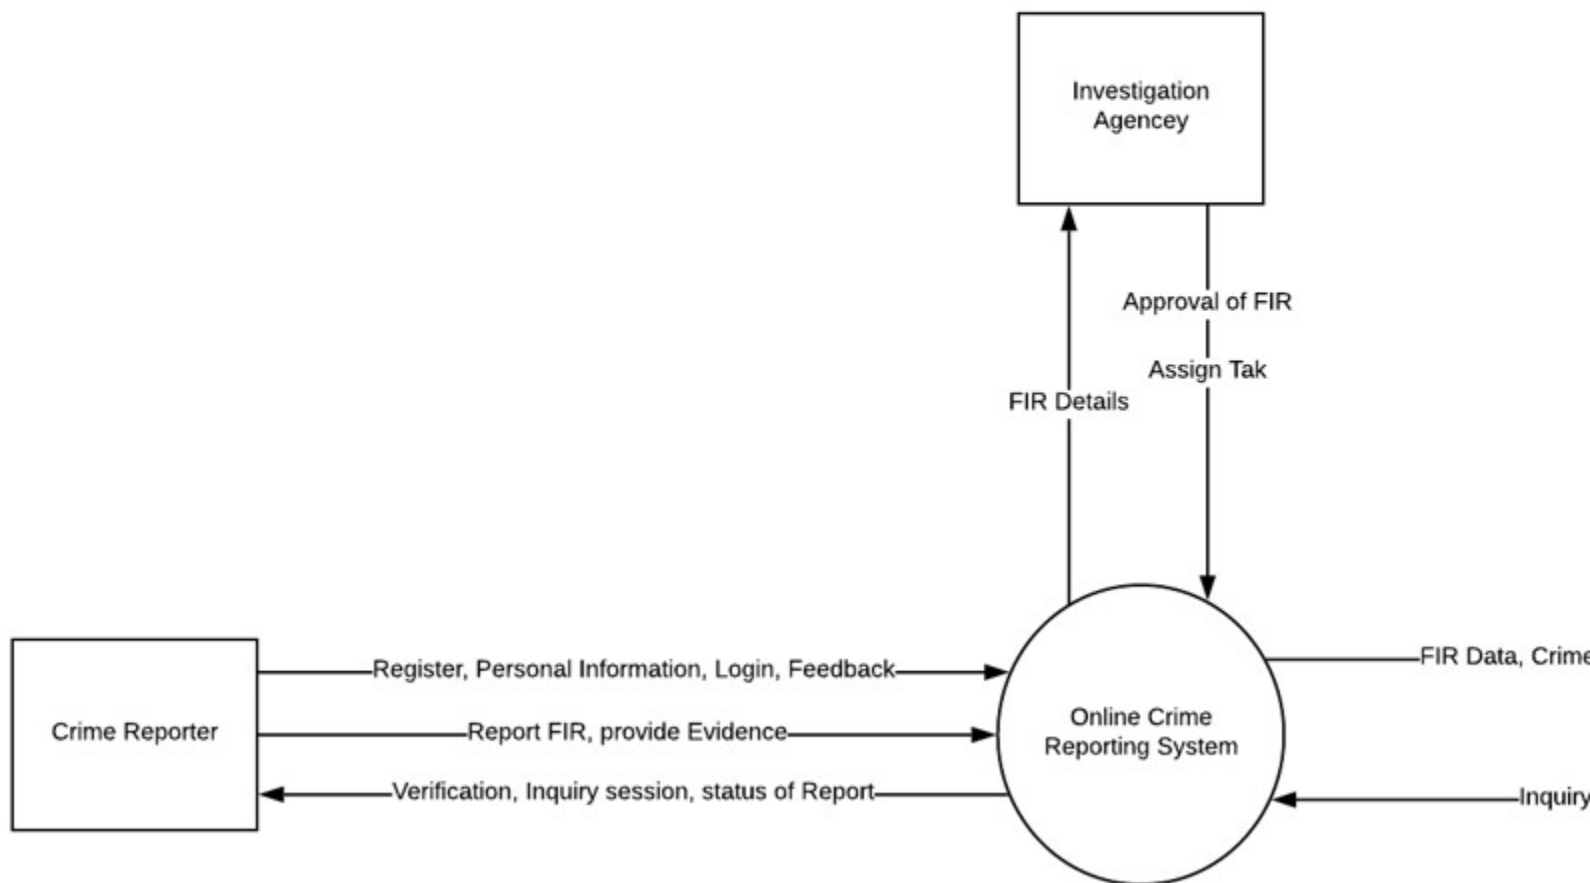 Investigation
Agencey
Approval of FIR
Assign Tak
FIR Details
FIR Data, Crime
Register, Personal Information, Login, Feedback
Crime Reporter
Report FIR, provide Evidence
Online Crime
Reporting System
Verification, Inquiry session, status of Report
Inquiry